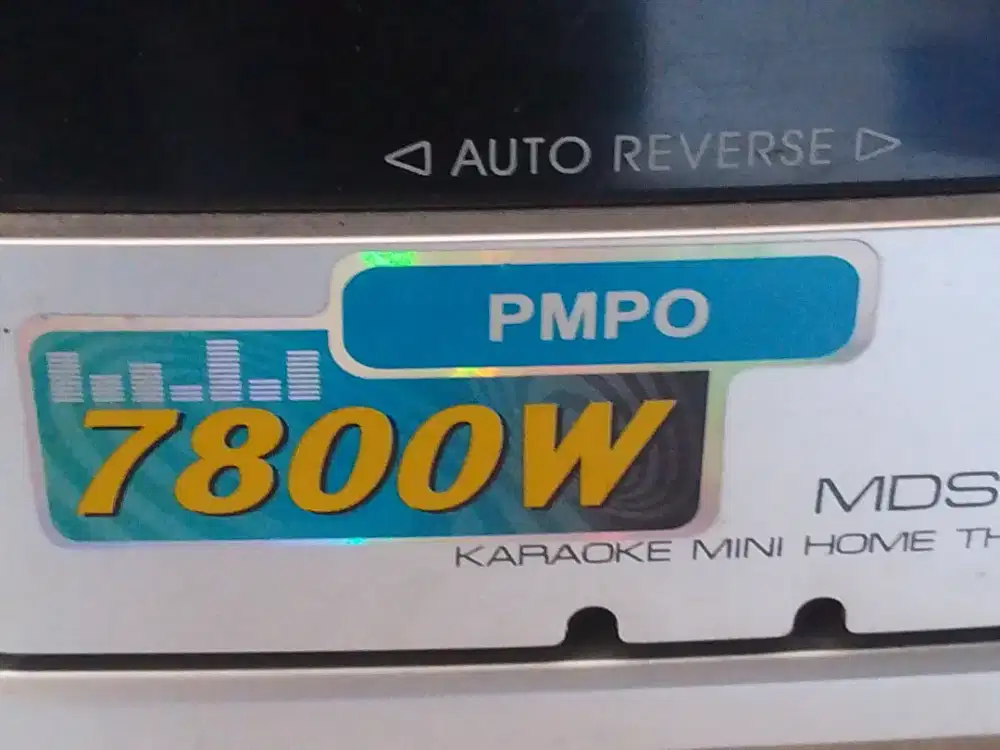 ◁ AUTO REVERSE ▷
PMPO
7800W
MDS
KARAOKE MINI HOME